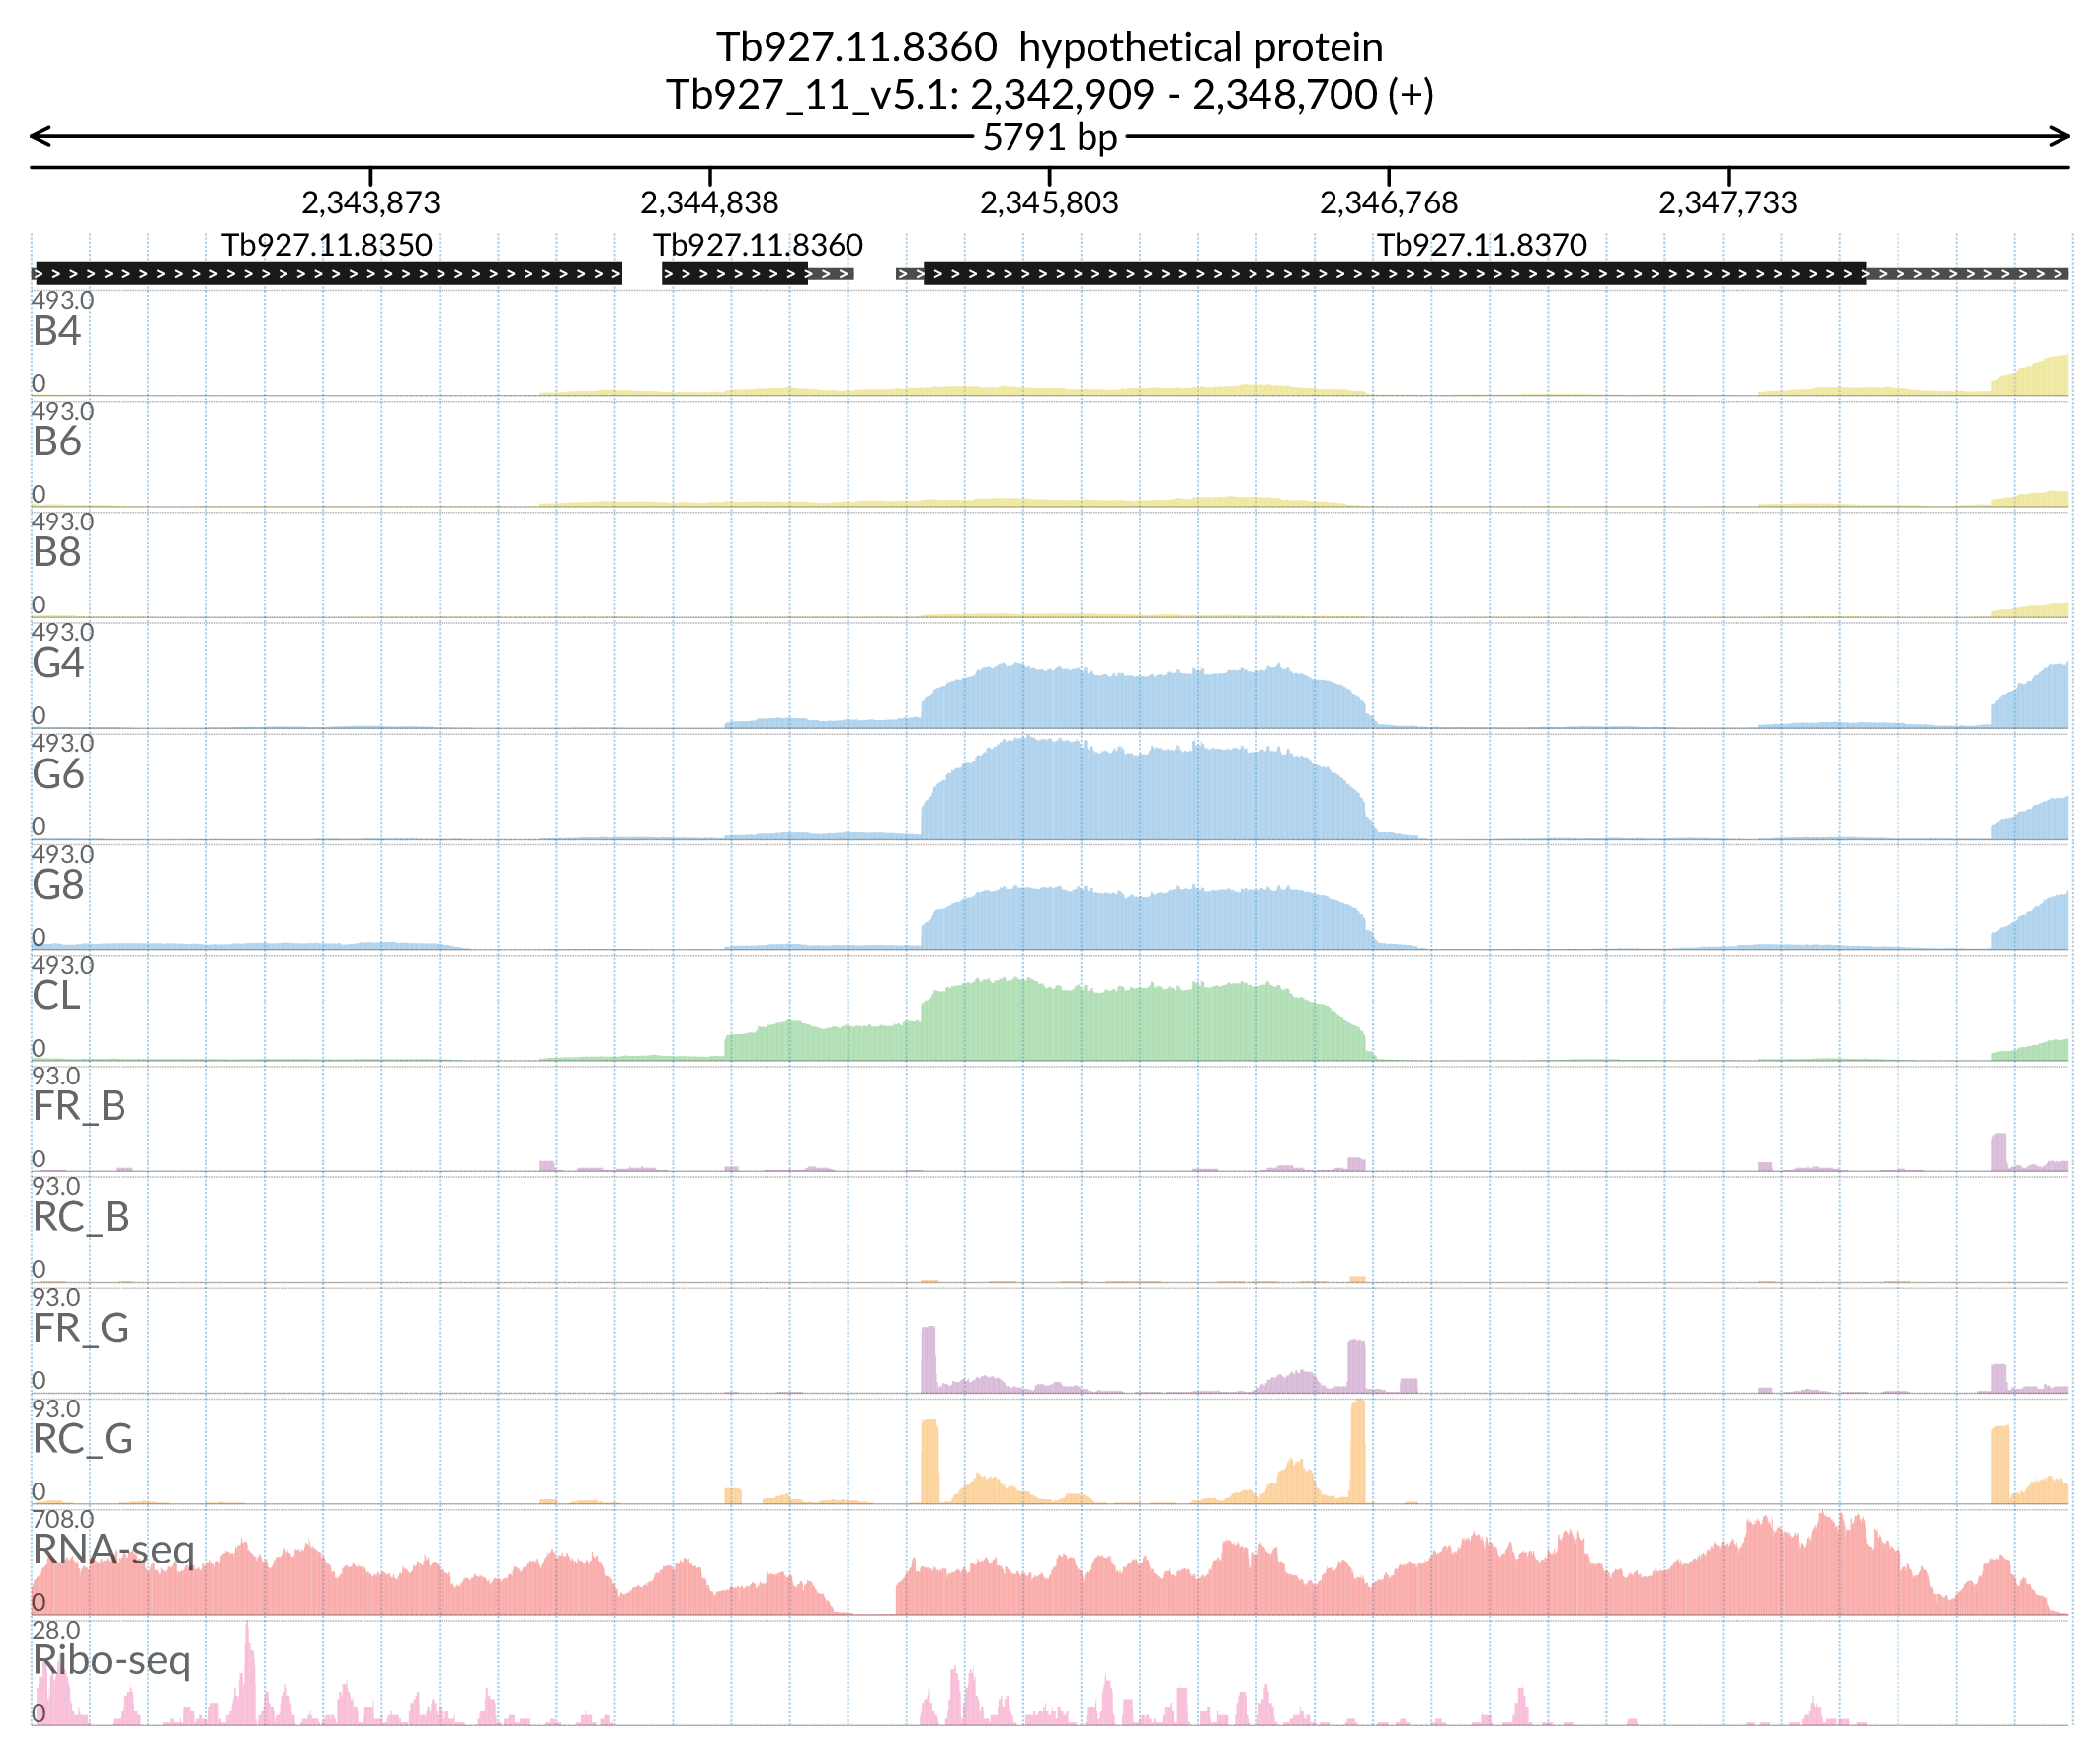 Tb927.11.8360  hypothetical protein
Tb927_11_v5.1: 2,342,909 - 2,348,700 (+)
5791 bp
2,343,873 2,344,838 2,345,803 2,346,768 2,347,733
Tb927.11.8350 Tb927.11.8360 Tb927.11.8370
493.0
B4
0
493.0
B6
0
493.0
B8
0
493.0
G4
0
493.0
G6
0
493.0
G8
0
493.0
CL
0
93.0
FR_B
0
93.0
RC_B
0
93.0
FR_G
0
93.0
RC_G
0
708.0
RNA-seq
0
28.0
Ribo-seq
0